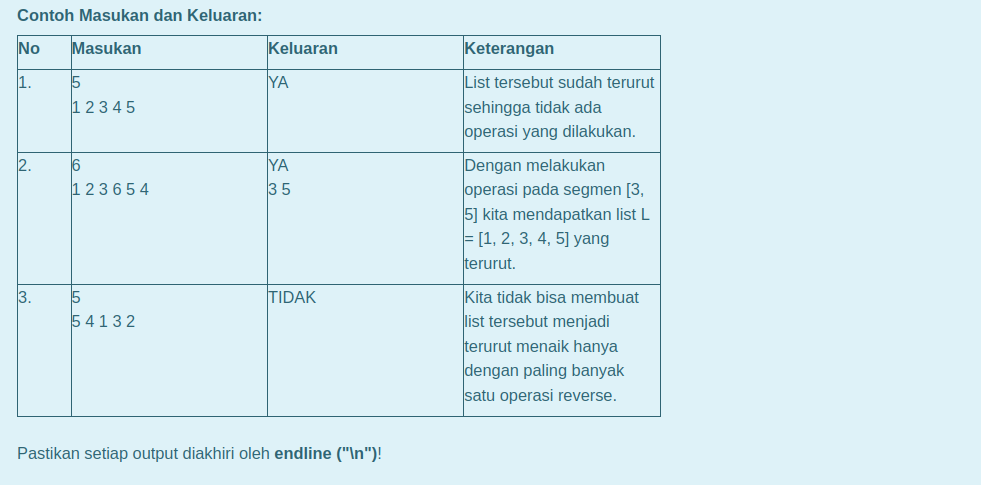 Contoh Masukan dan Keluaran:
No Masukan Keluaran Keterangan
1. 5 YA List tersebut sudah terurut
1 2 3 4 5 sehingga tidak ada
operasi yang dilakukan.
2. 6 YA Dengan melakukan
1 2 3 6 5 4 3 5 operasi pada segmen [3,
5] kita mendapatkan list L
= [1, 2, 3, 4, 5] yang
terurut.
3. 5 TIDAK Kita tidak bisa membuat
5 4 1 3 2 list tersebut menjadi
terurut menaik hanya
dengan paling banyak
satu operasi reverse.
Pastikan setiap output diakhiri oleh endline ("\n")!